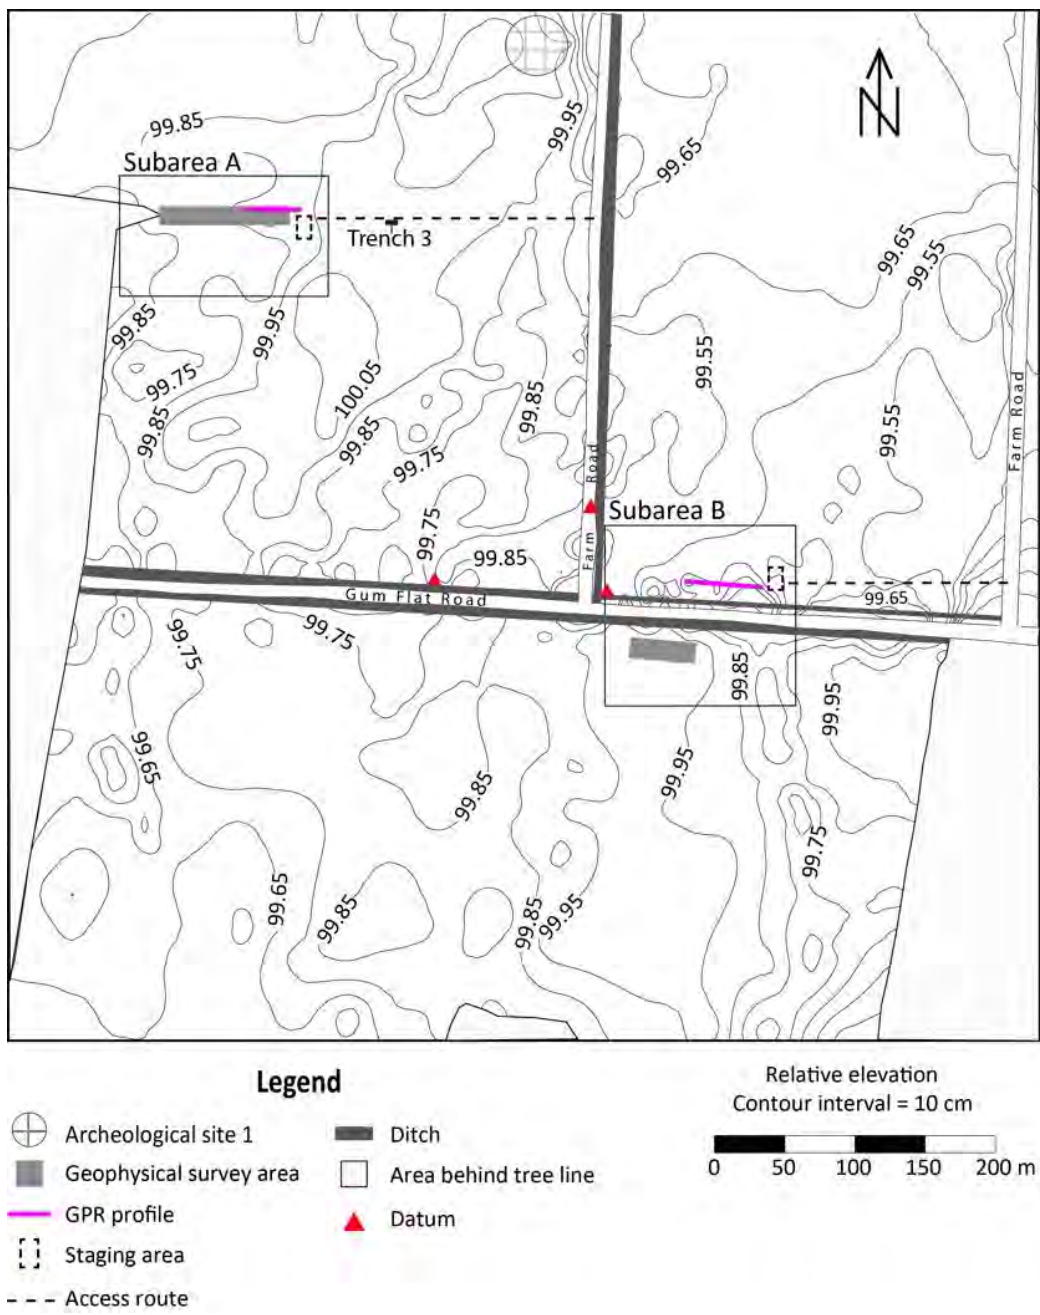 N
99.85
99.95
99.65
Subarea A
Trench 3
99.65
99.55
99.85
99.95
99.75
100.05
99.55
99.85
99.85
99.85
99.75
99.55
Farm Road
Farm Road
Subarea B
99.75
99.85
Gum Flat Road
99.65
99.75
99.75
99.85
99.95
99.65
99.95
99.85
99.75
99.65
99.85
99.85
99.95
Legend
Archeological site 1
Geophysical survey area
GPR profile
Staging area
Access route
Ditch
Area behind tree line
Datum
Relative elevation
Contour interval = 10 cm
0 50 100 150 200 m